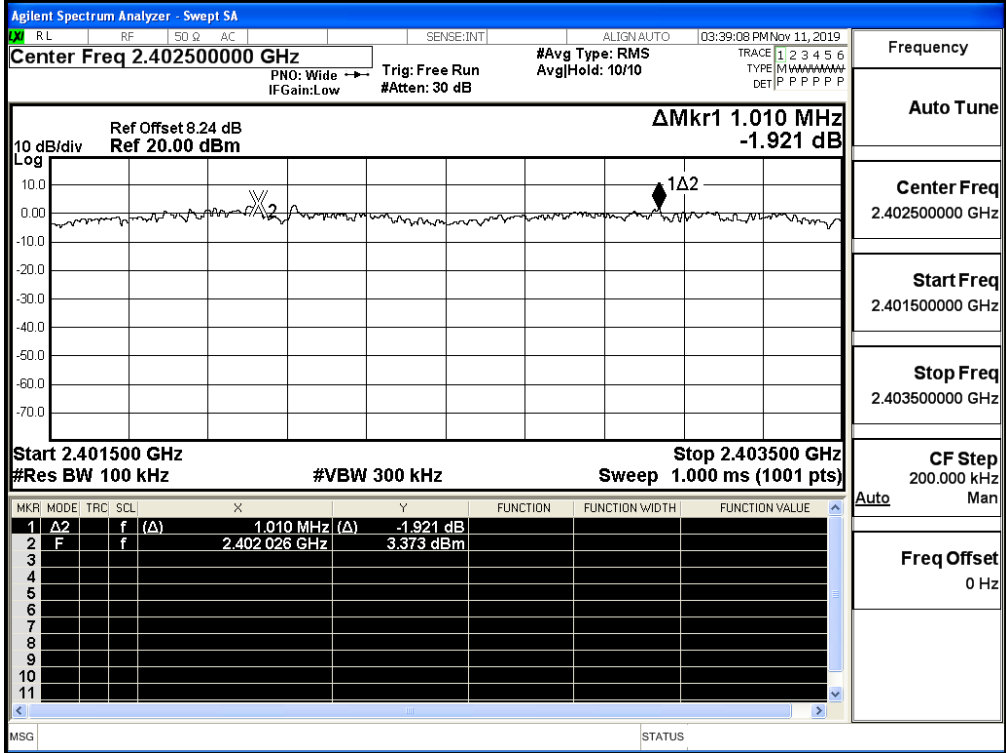 Agilent Spectrum Analyzer - Swept SA
LXI RL RF 50 Ω AC SENSE:INT ALIGN AUTO 03:39:08 PM Nov 11, 2019
Center Freq 2.402500000 GHz
PNO: Wide
IFGain:Low
Trig: Free Run
#Atten: 30 dB
#Avg Type: RMS
Avg|Hold: 10/10
TRACE 1 2 3 4 5 6
TYPE M W W W W W
DET P P P P P P
ΔMkr1 1.010 MHz
-1.921 dB
Ref Offset 8.24 dB
10 dB/div Ref 20.00 dBm
Log
10.0
0.00
-10.0
-20.0
-30.0
-40.0
-50.0
-60.0
-70.0
2
1Δ2
Start 2.401500 GHz Stop 2.403500 GHz
#Res BW 100 kHz #VBW 300 kHz Sweep 1.000 ms (1001 pts)
MKR MODE TRC SCL X Y FUNCTION FUNCTION WIDTH FUNCTION VALUE
1 Δ2 f (Δ) 1.010 MHz (Δ) -1.921 dB
2 F f 2.402 026 GHz 3.373 dBm
3
4
5
6
7
8
9
10
11
MSG STATUS
Frequency
Auto Tune
Center Freq
2.402500000 GHz
Start Freq
2.401500000 GHz
Stop Freq
2.403500000 GHz
CF Step
200.000 kHz
Auto Man
Freq Offset
0 Hz